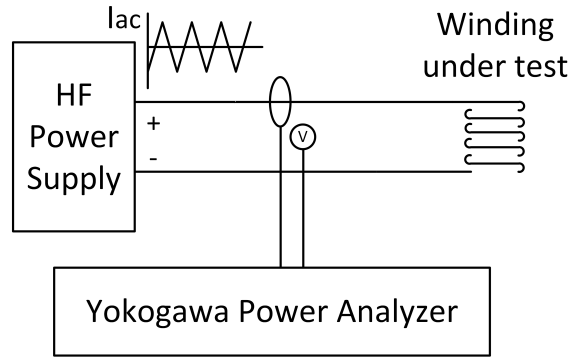 Iac
Winding
under test
HF
Power
Supply
+
-
V
Yokogawa Power Analyzer